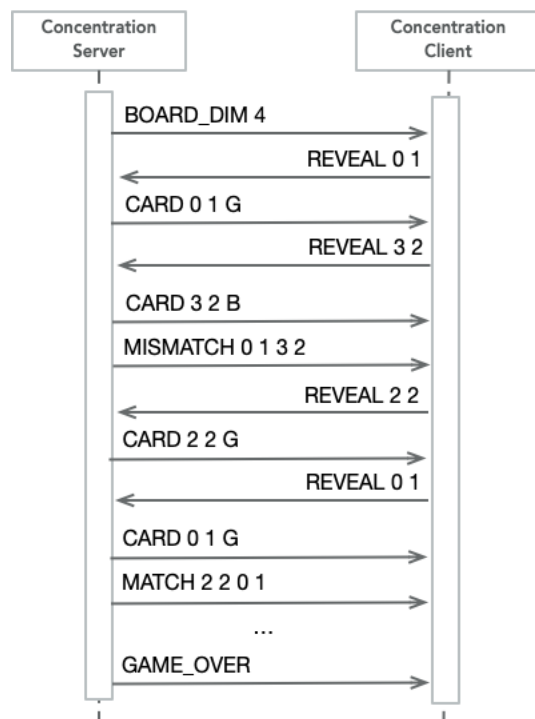 Concentration
Server
Concentration
Client
BOARD_DIM 4
REVEAL 0 1
CARD 0 1 G
REVEAL 3 2
CARD 3 2 B
MISMATCH 0 1 3 2
REVEAL 2 2
CARD 2 2 G
REVEAL 0 1
CARD 0 1 G
MATCH 2 2 0 1
...
GAME_OVER